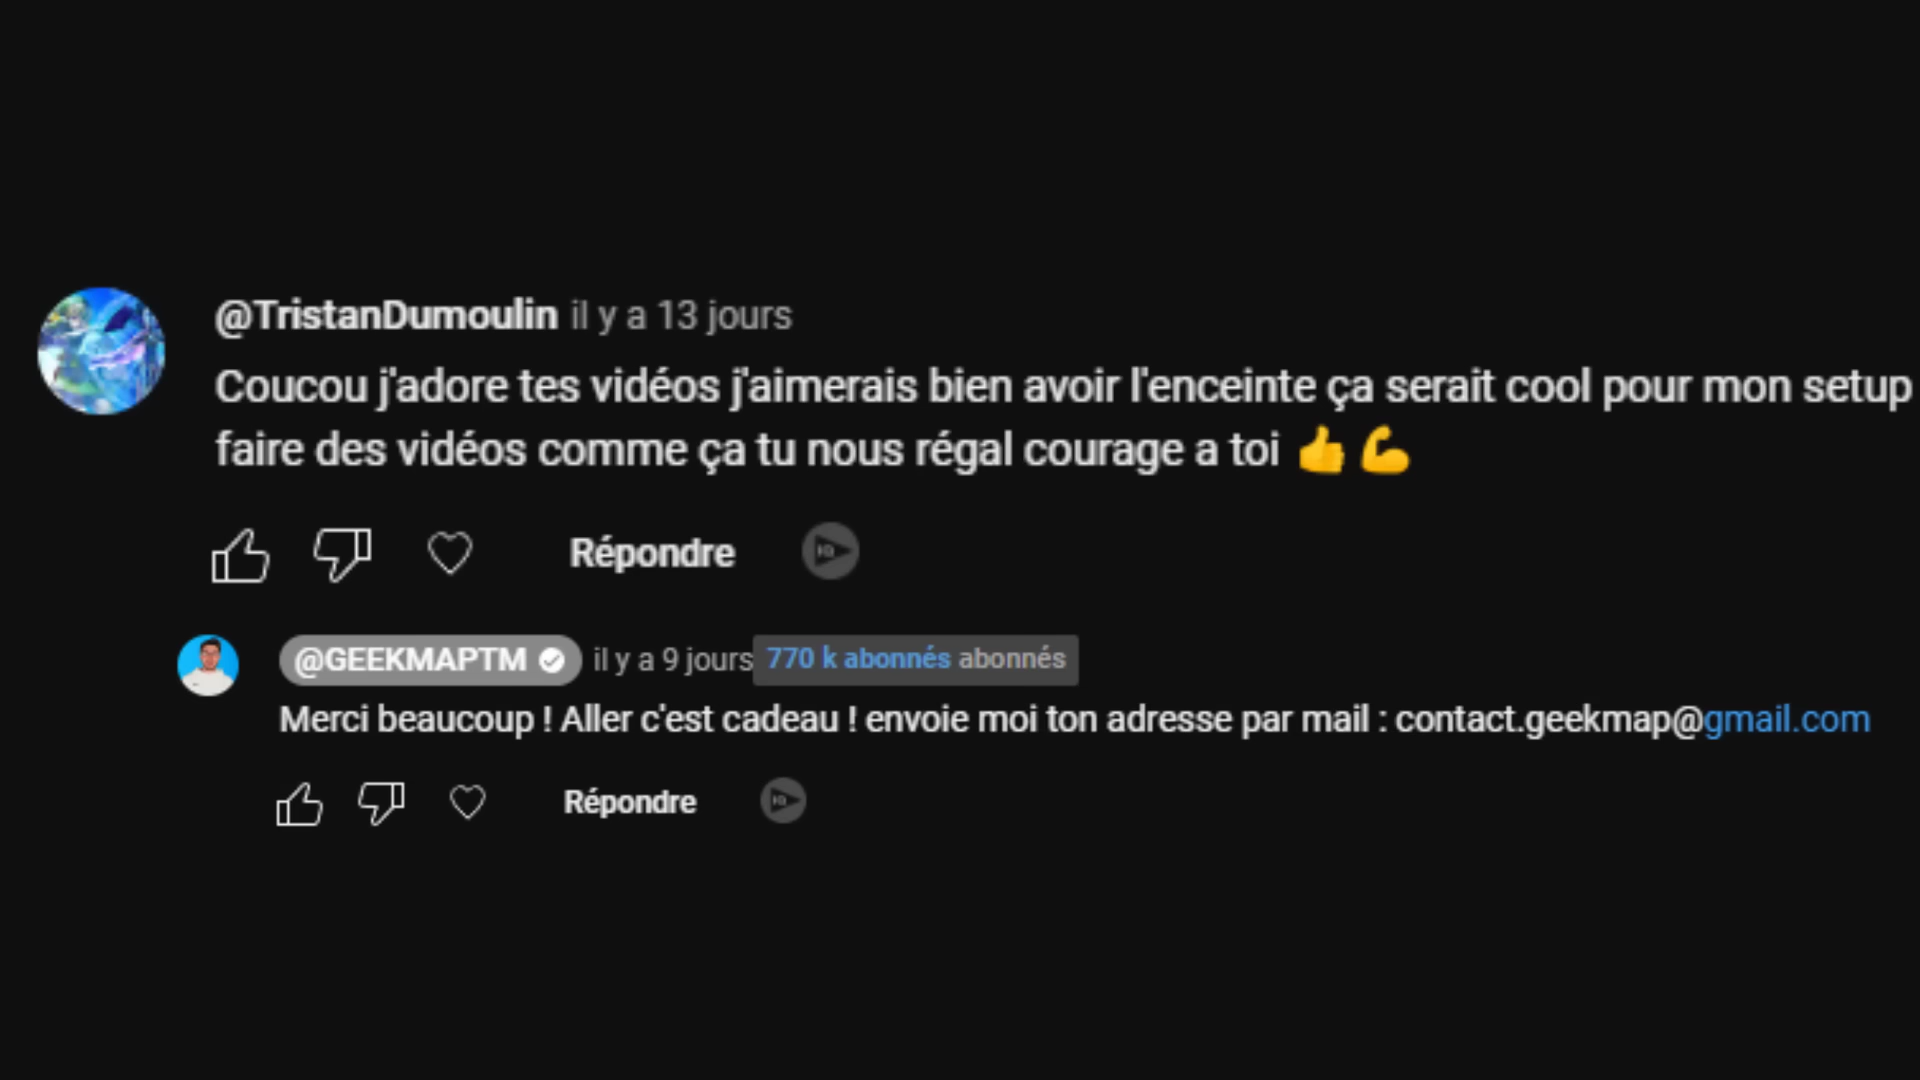 @TristanDumoulin il y a 13 jours
Coucou j'adore tes vidéos j'aimerais bien avoir l'enceinte ça serait cool pour mon setup
faire des vidéos comme ça tu nous régal courage a toi 👍💪
Répondre
@GEEKMAPTM il y a 9 jours 770 k abonnés abonnés
Merci beaucoup ! Aller c'est cadeau ! envoie moi ton adresse par mail : contact.geekmap@gmail.com
Répondre